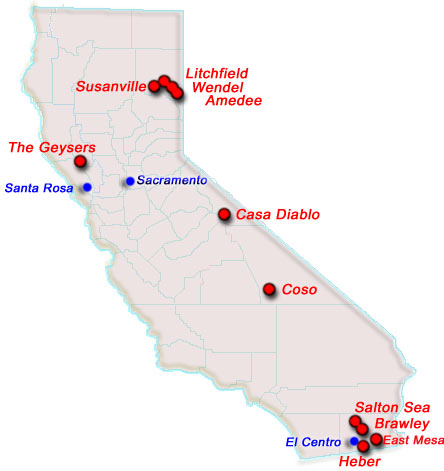 Litchfield
Susanville
Wendel
Amedee
The Geysers
Sacramento
Santa Rosa
Casa Diablo
Coso
Salton Sea
Brawley
El Centro
East Mesa
Heber